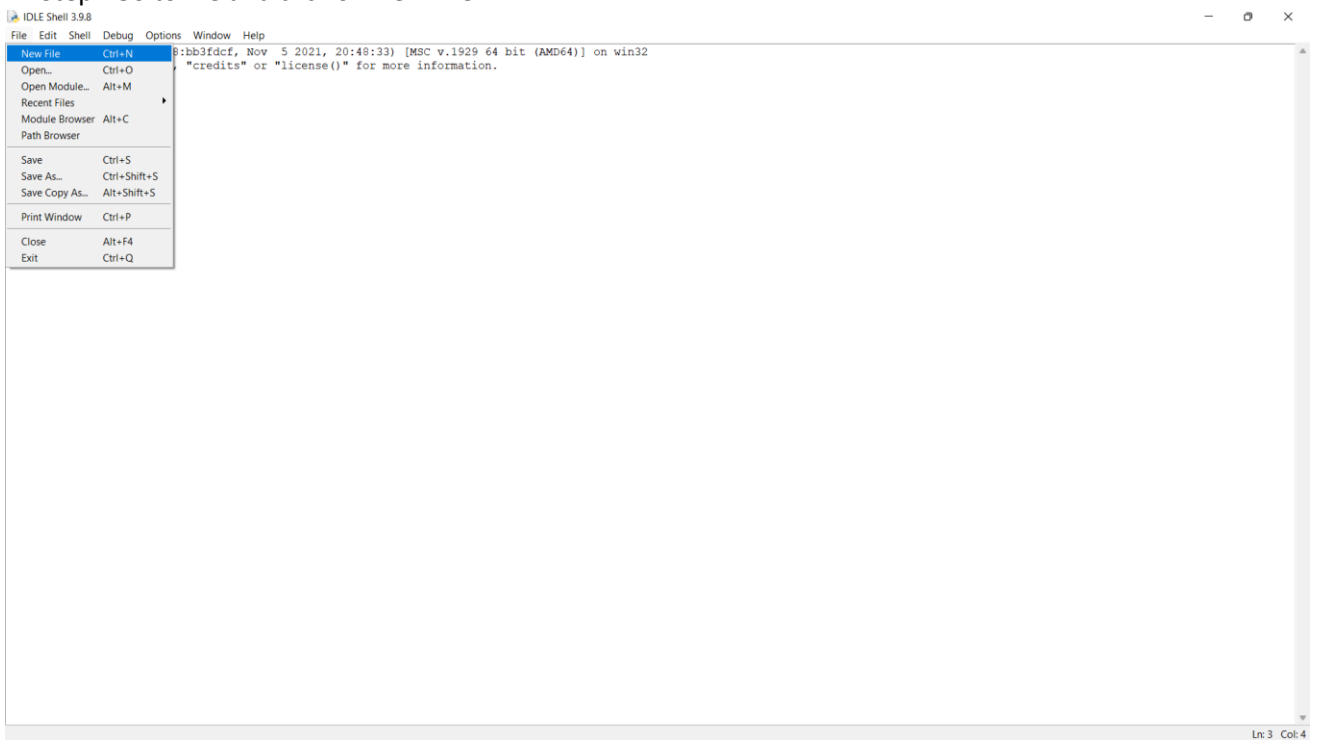 IDLE Shell 3.9.8
File Edit Shell Debug Options Window Help
8:bb3fdcf, Nov 5 2021, 20:48:33) [MSC v.1929 64 bit (AMD64)] on win32
, "credits" or "license()" for more information.
New File Ctrl+N
Open... Ctrl+O
Open Module... Alt+M
Recent Files
Module Browser Alt+C
Path Browser
Save Ctrl+S
Save As... Ctrl+Shift+S
Save Copy As... Alt+Shift+S
Print Window Ctrl+P
Close Alt+F4
Exit Ctrl+Q
Ln: 3 Col: 4